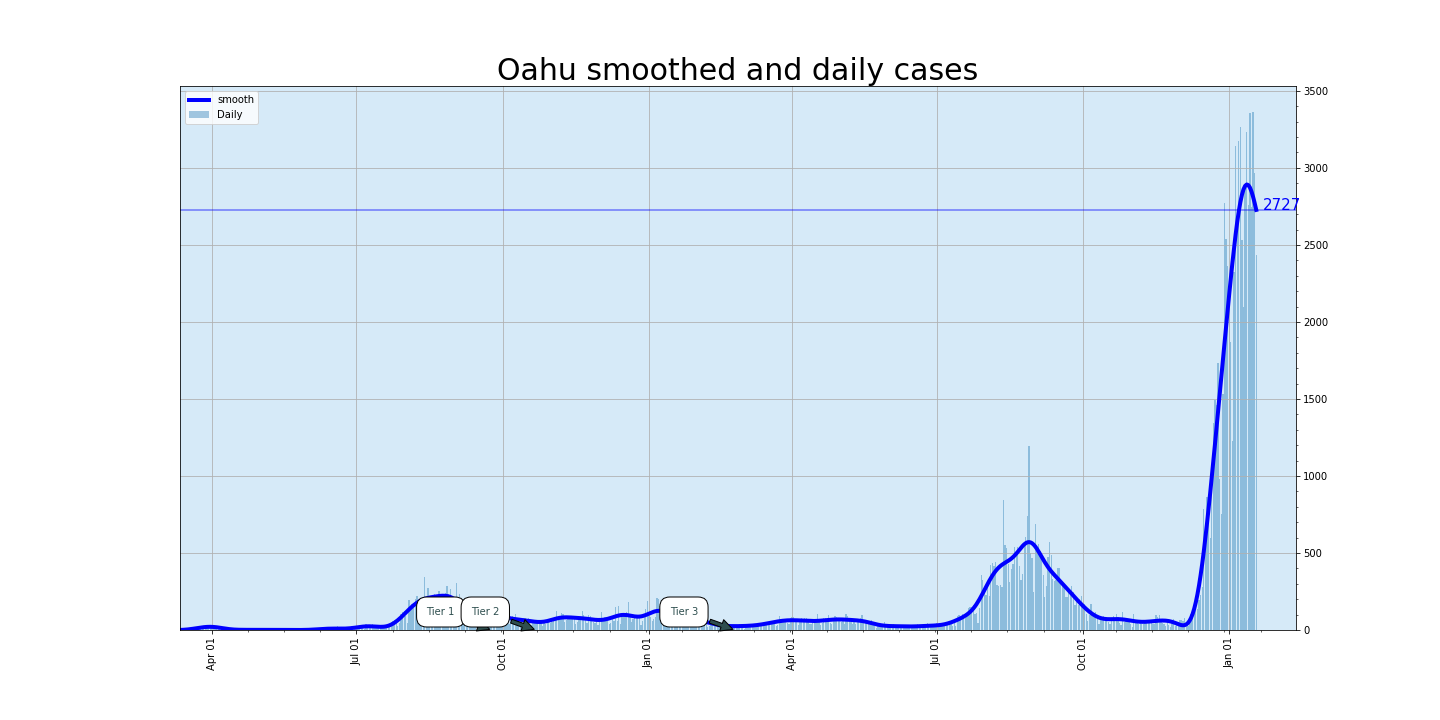 Oahu smoothed and daily cases
smooth
Daily
3500
3000
2727
2500
2000
1500
1000
500
0
Tier 1
Tier 2
Tier 3
Apr 01
Jul 01
Oct 01
Jan 01
Apr 01
Jul 01
Oct 01
Jan 01